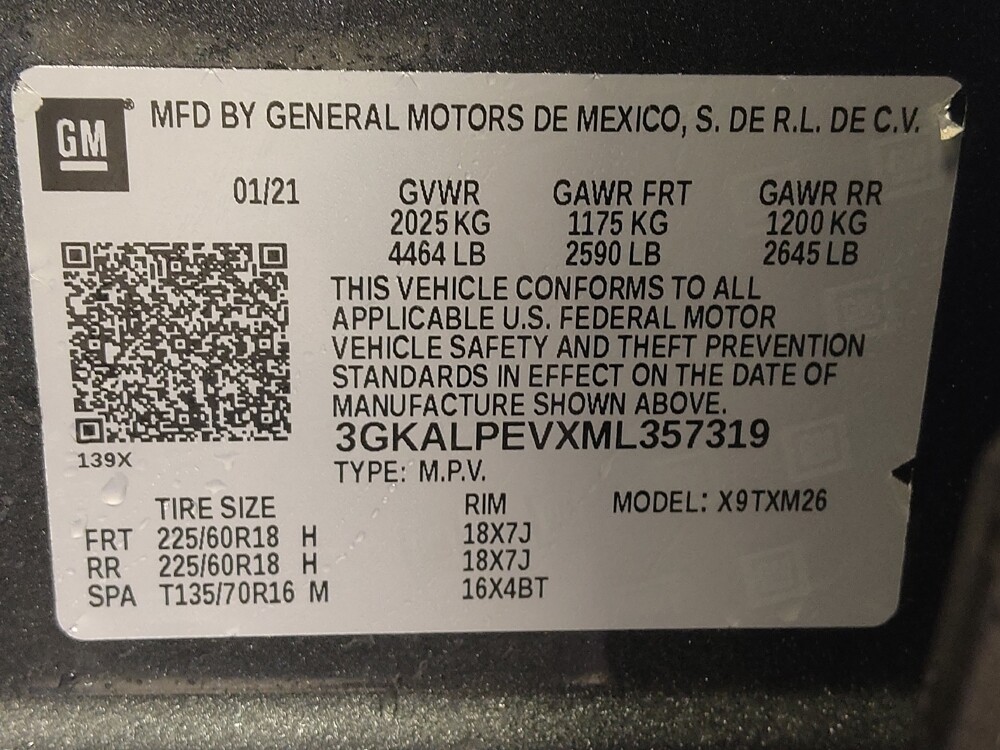 GM ® MFD BY GENERAL MOTORS DE MEXICO, S. DE R.L. DE C.V.
01/21 GVWR GAWR FRT GAWR RR
2025 KG 1175 KG 1200 KG
4464 LB 2590 LB 2645 LB
THIS VEHICLE CONFORMS TO ALL
APPLICABLE U.S. FEDERAL MOTOR
VEHICLE SAFETY AND THEFT PREVENTION
STANDARDS IN EFFECT ON THE DATE OF
MANUFACTURE SHOWN ABOVE.
3GKALPEVXML357319
139X
TYPE: M.P.V.
TIRE SIZE RIM MODEL: X9TXM26
FRT 225/60R18 H 18X7J
RR 225/60R18 H 18X7J
SPA T135/70R16 M 16X4BT